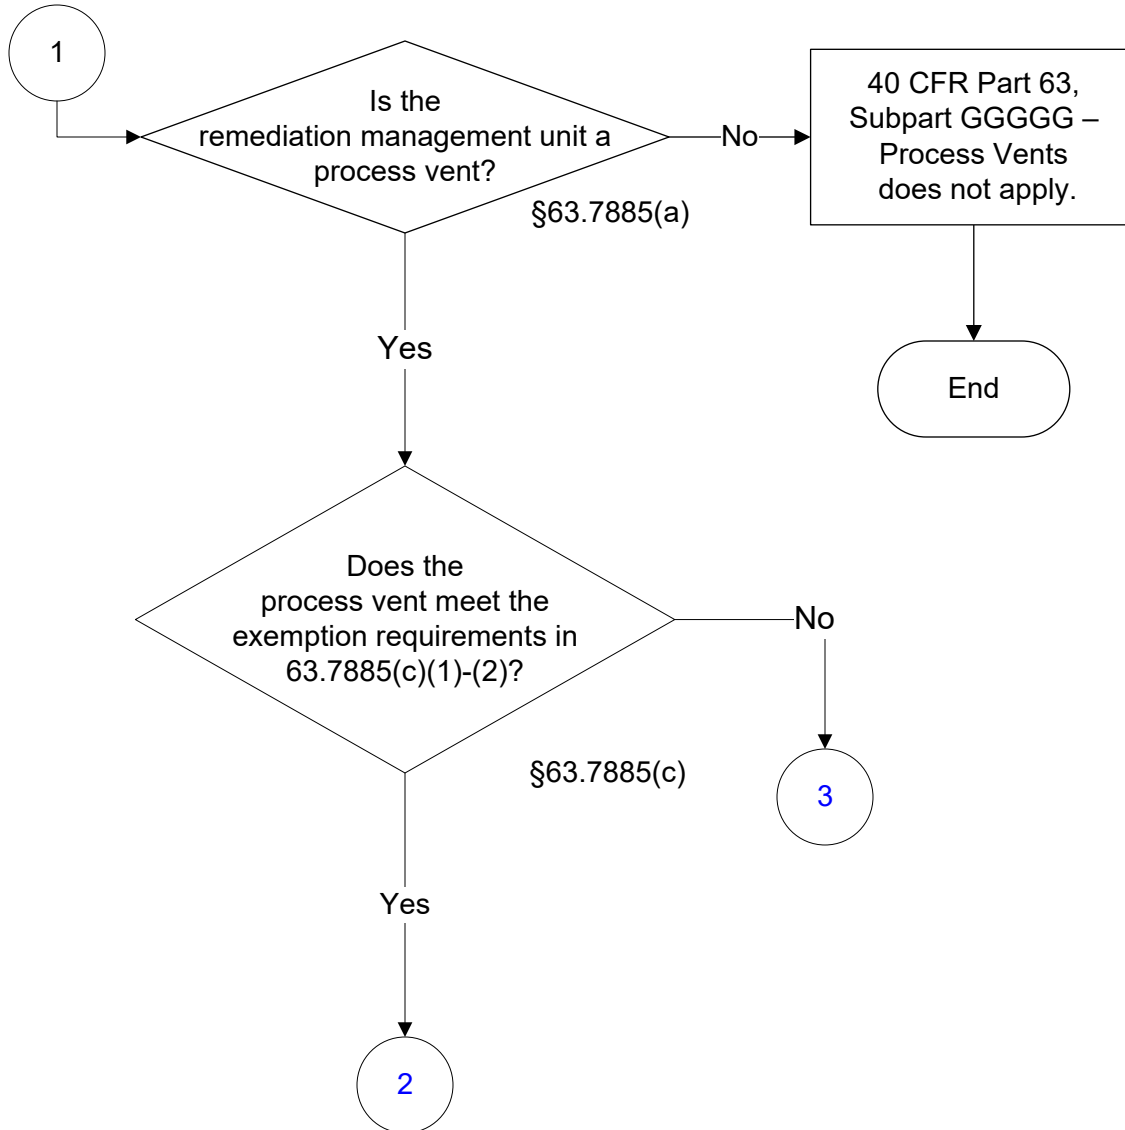 1
Is the
remediation management unit a
process vent?
§63.7885(a)
No
40 CFR Part 63,
Subpart GGGGG –
Process Vents
does not apply.
End
Yes
Does the
process vent meet the
exemption requirements in
63.7885(c)(1)-(2)?
§63.7885(c)
No
3
Yes
2